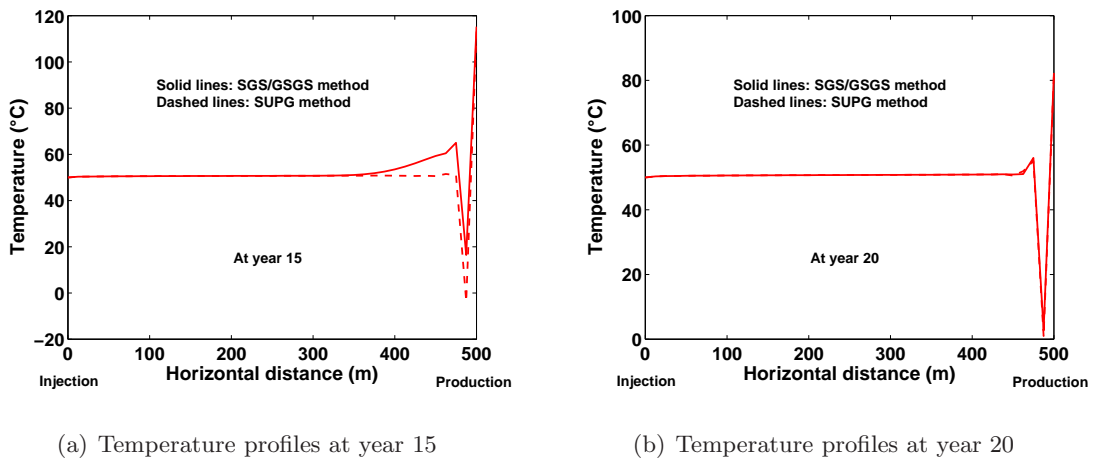 120
100
80
60
40
20
0
−20
Temperature (°C)
Solid lines: SGS/GSGS method
Dashed lines: SUPG method
At year 15
0 100 200 300 400 500
Injection Horizontal distance (m) Production
(a) Temperature profiles at year 15
100
80
60
40
20
0
Temperature (°C)
Solid lines: SGS/GSGS method
Dashed lines: SUPG method
At year 20
0 100 200 300 400 500
Injection Horizontal distance (m) Production
(b) Temperature profiles at year 20